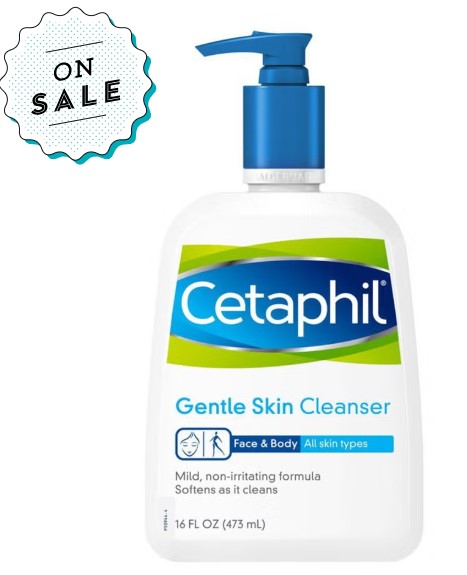 ON
SALE
Cetaphil®
Gentle Skin Cleanser
Face & Body All skin types
Mild, non-irritating formula
Softens as it cleans
16 FL OZ (473 mL)